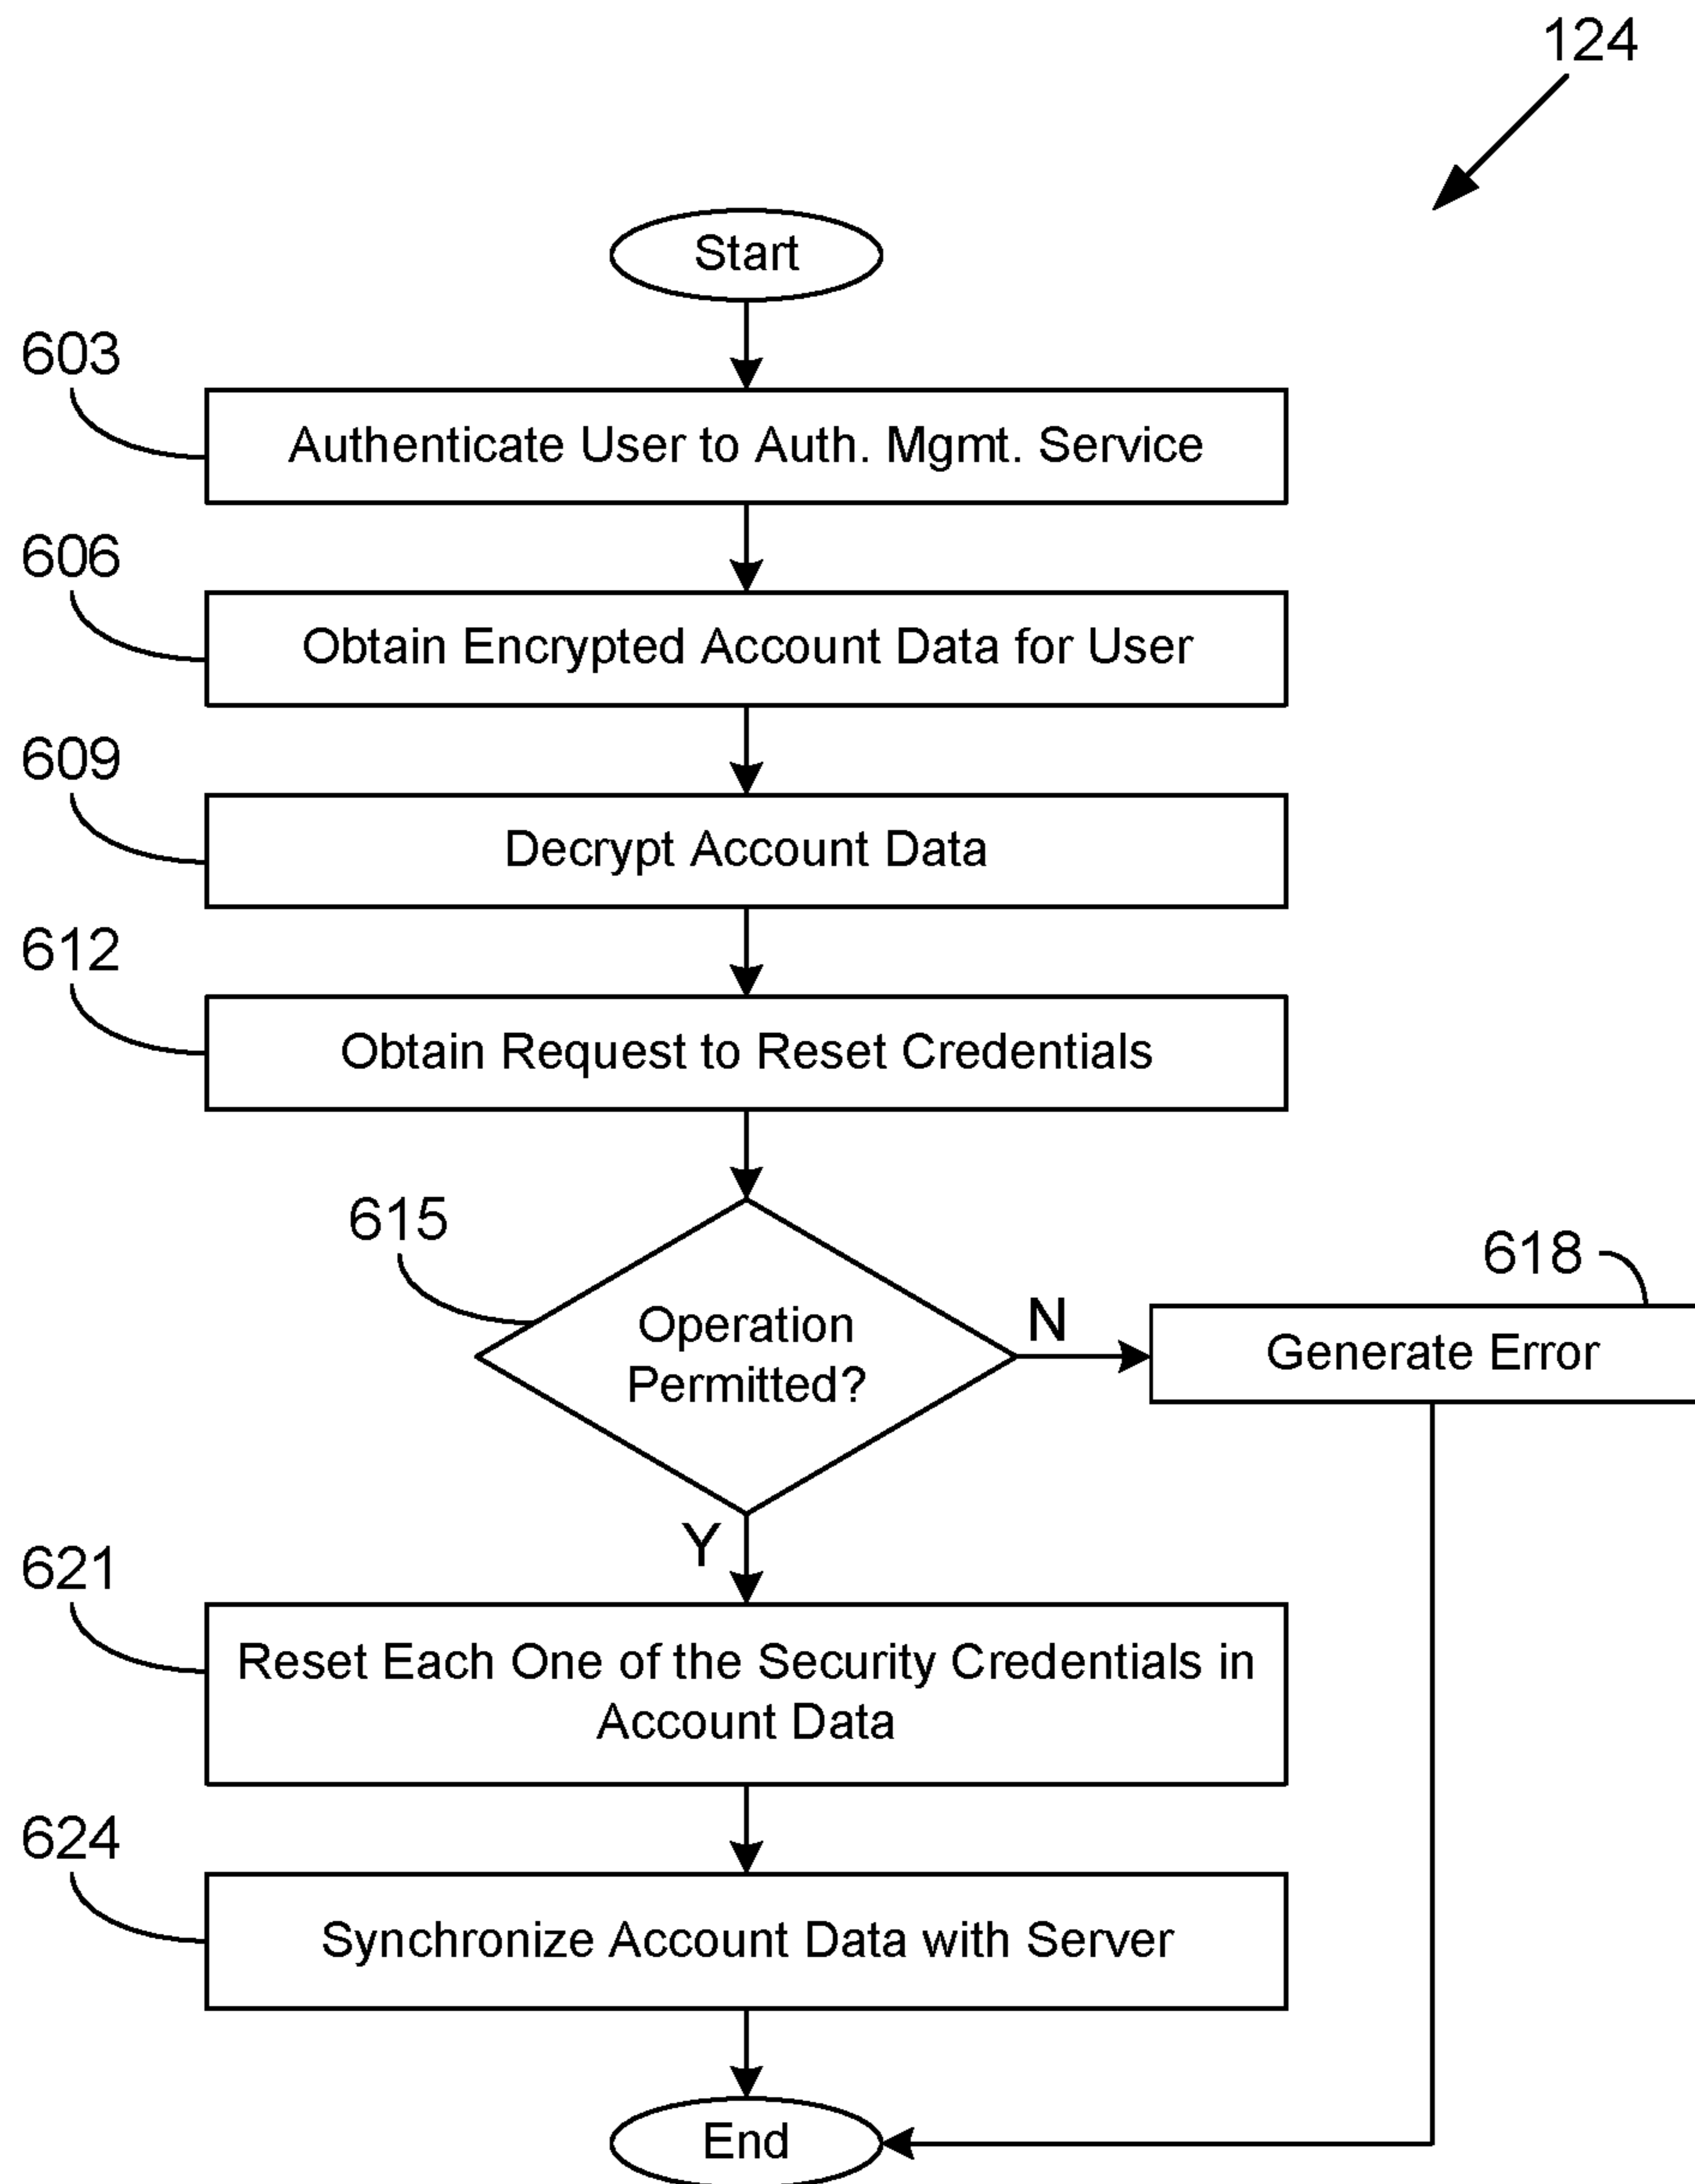 124
Start
603
Authenticate User to Auth. Mgmt. Service
606
Obtain Encrypted Account Data for User
609
Decrypt Account Data
612
Obtain Request to Reset Credentials
615
Operation
Permitted?
N
618
Generate Error
Y
621
Reset Each One of the Security Credentials in
Account Data
624
Synchronize Account Data with Server
End